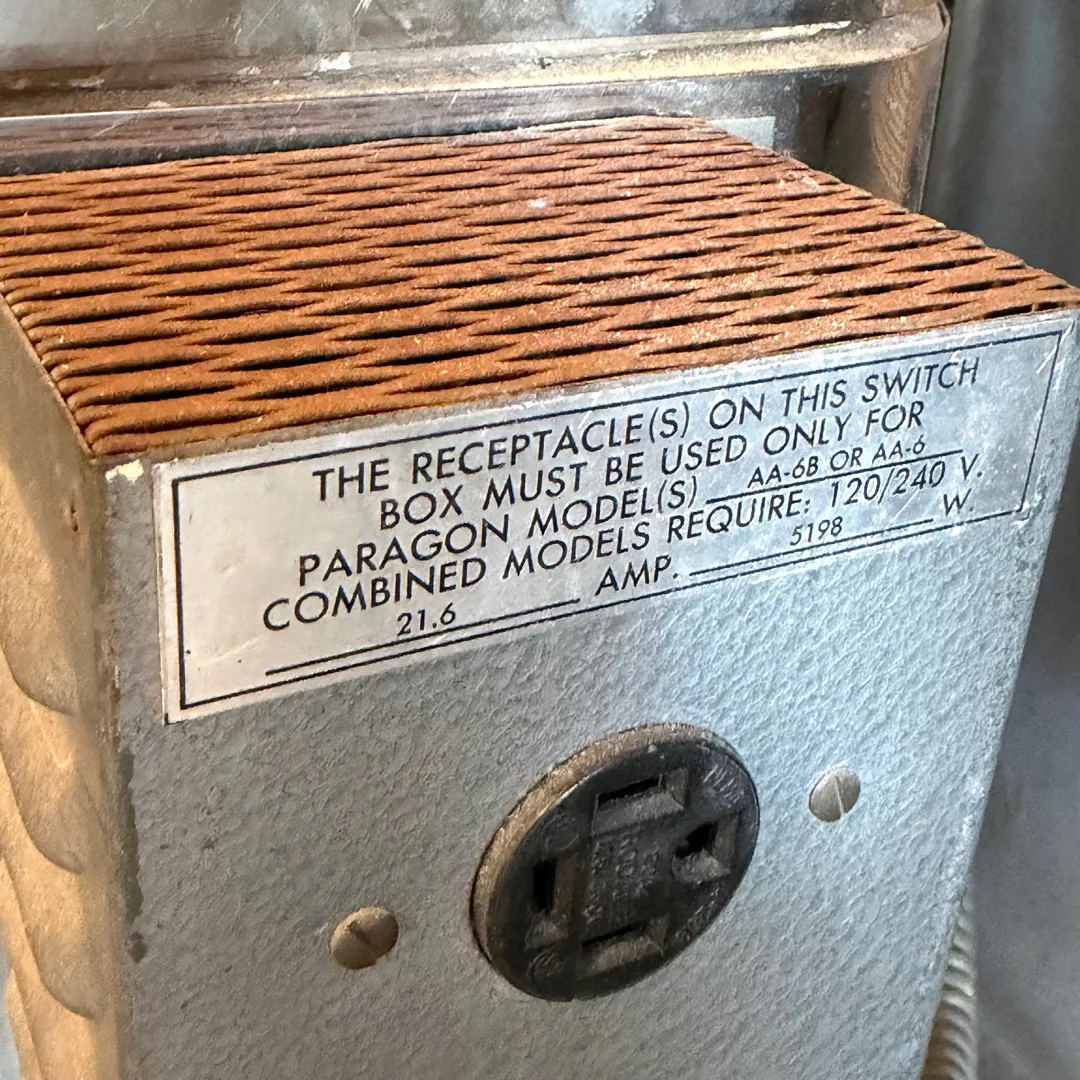 THE RECEPTACLE(S) ON THIS SWITCH
BOX MUST BE USED ONLY FOR
PARAGON MODEL(S) AA-6B OR AA-6
COMBINED MODELS REQUIRE: 120/240 V.
21.6 AMP. 5198 W.